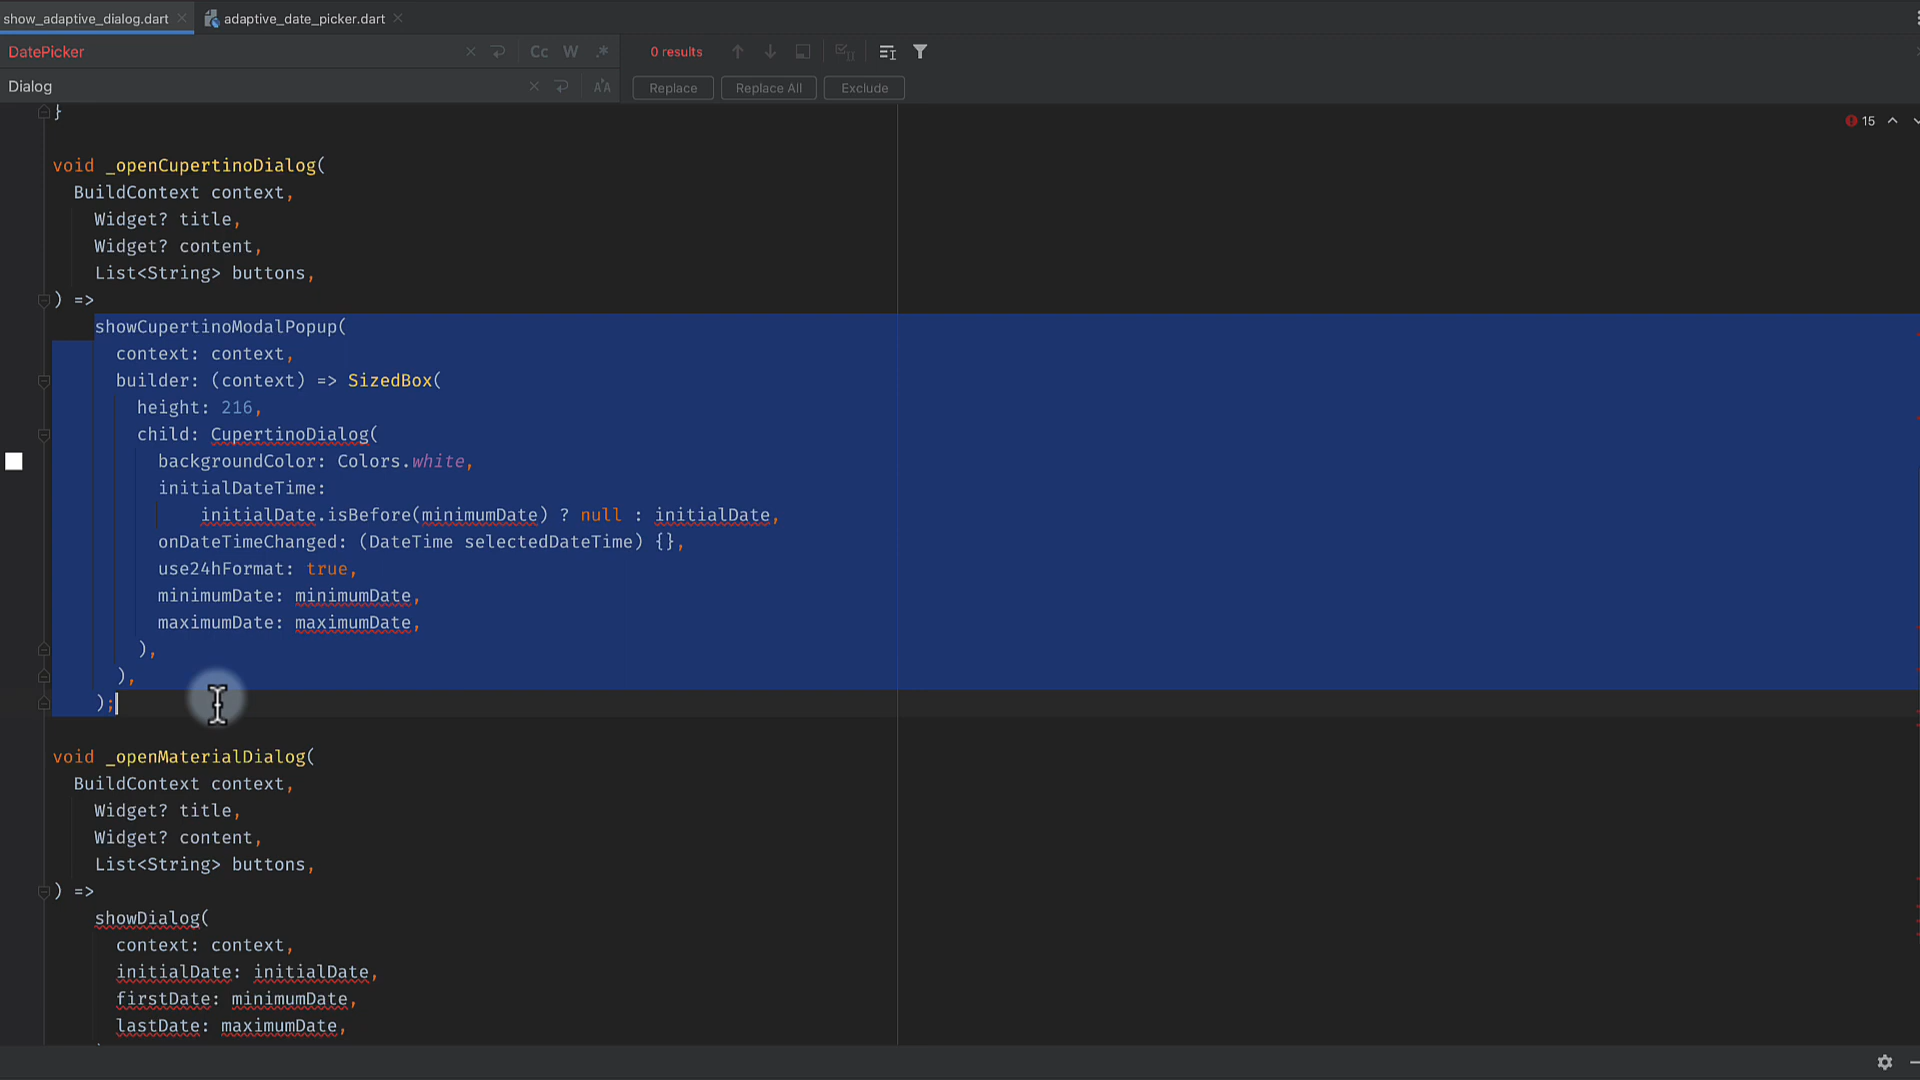 show_adaptive_dialog.dart adaptive_date_picker.dart
DatePicker Cc W .* 0 results
Dialog Replace Replace All Exclude
}
15
void _openCupertinoDialog(
BuildContext context,
Widget? title,
Widget? content,
List<String> buttons,
) =>
showCupertinoModalPopup(
context: context,
builder: (context) => SizedBox(
height: 216,
child: CupertinoDialog(
backgroundColor: Colors.white,
initialDateTime:
initialDate.isBefore(minimumDate) ? null : initialDate,
onDateTimeChanged: (DateTime selectedDateTime) {},
use24hFormat: true,
minimumDate: minimumDate,
maximumDate: maximumDate,
),
),
);
void _openMaterialDialog(
BuildContext context,
Widget? title,
Widget? content,
List<String> buttons,
) =>
showDialog(
context: context,
initialDate: initialDate,
firstDate: minimumDate,
lastDate: maximumDate,